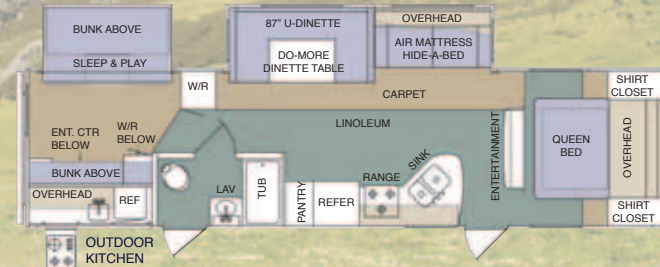 BUNK ABOVE
SLEEP & PLAY
87" U-DINETTE
DO-MORE
DINETTE TABLE
OVERHEAD
AIR MATTRESS
HIDE-A-BED
W/R
CARPET
SHIRT
CLOSET
LINOLEUM
ENT. CTR
BELOW
W/R
BELOW
BUNK ABOVE
OVERHEAD
REF
LAV
TUB
PANTRY
REFER
RANGE
SINK
ENTERTAINMENT
QUEEN
BED
OVERHEAD
SHIRT
CLOSET
OUTDOOR
KITCHEN